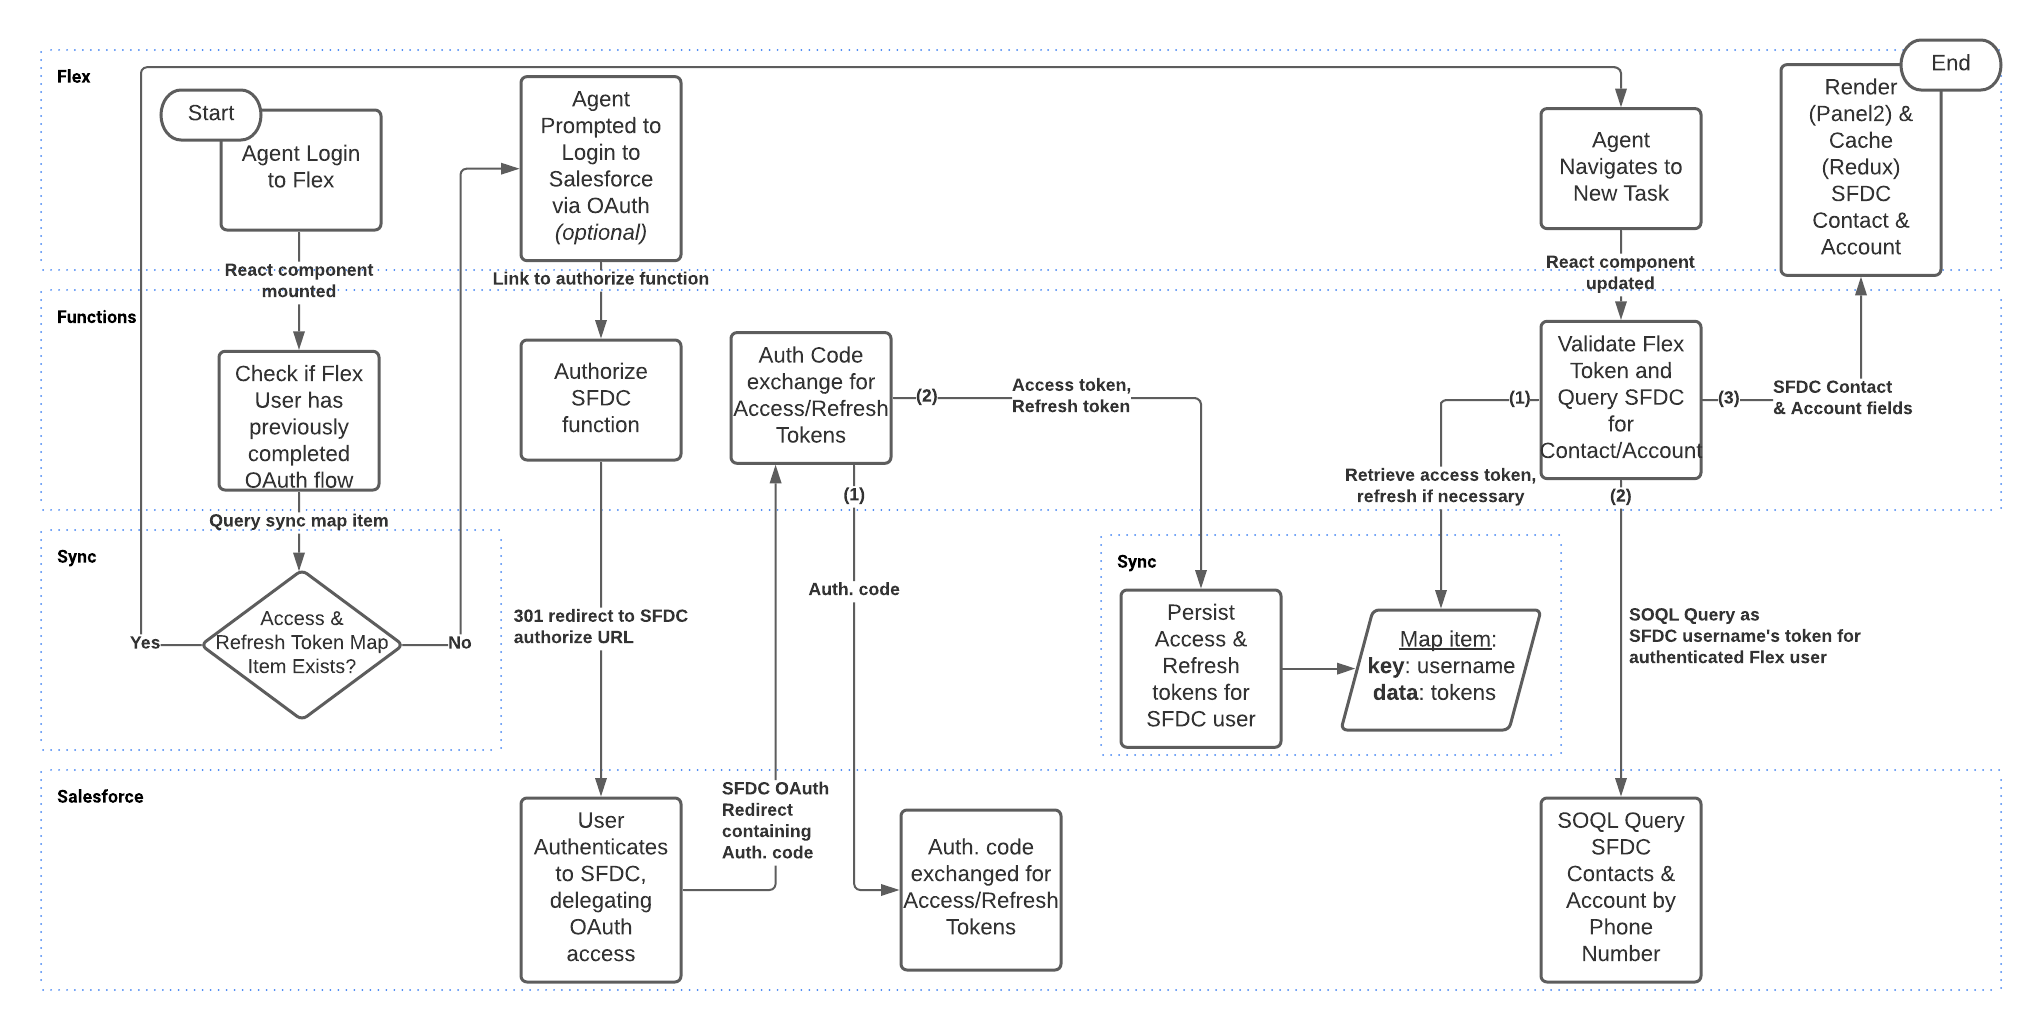 Flex
Start
Agent Login
to Flex
React component
mounted
Agent
Prompted to
Login to
Salesforce
via OAuth
(optional)
Link to authorize function
Agent
Navigates to
New Task
React component
updated
End
Render
(Panel2) &
Cache
(Redux)
SFDC
Contact &
Account
Functions
Check if Flex
User has
previously
completed
OAuth flow
Query sync map item
Authorize
SFDC
function
Auth Code
exchange for
Access/Refresh
Tokens
(2)
Access token,
Refresh token
(1)
Auth. code
(1)
Retrieve access token,
refresh if necessary
Validate Flex
Token and
Query SFDC
for
Contact/Account
(2)
(3)
SFDC Contact
& Account fields
Sync
Yes
Access &
Refresh Token Map
Item Exists?
No
301 redirect to SFDC
authorize URL
Sync
Persist
Access &
Refresh
tokens for
SFDC user
Map item:
key: username
data: tokens
SOQL Query as
SFDC username's token for
authenticated Flex user
Salesforce
User
Authenticates
to SFDC,
delegating
OAuth
access
SFDC OAuth
Redirect
containing
Auth. code
Auth. code
exchanged for
Access/Refresh
Tokens
SOQL Query
SFDC
Contacts &
Account by
Phone
Number